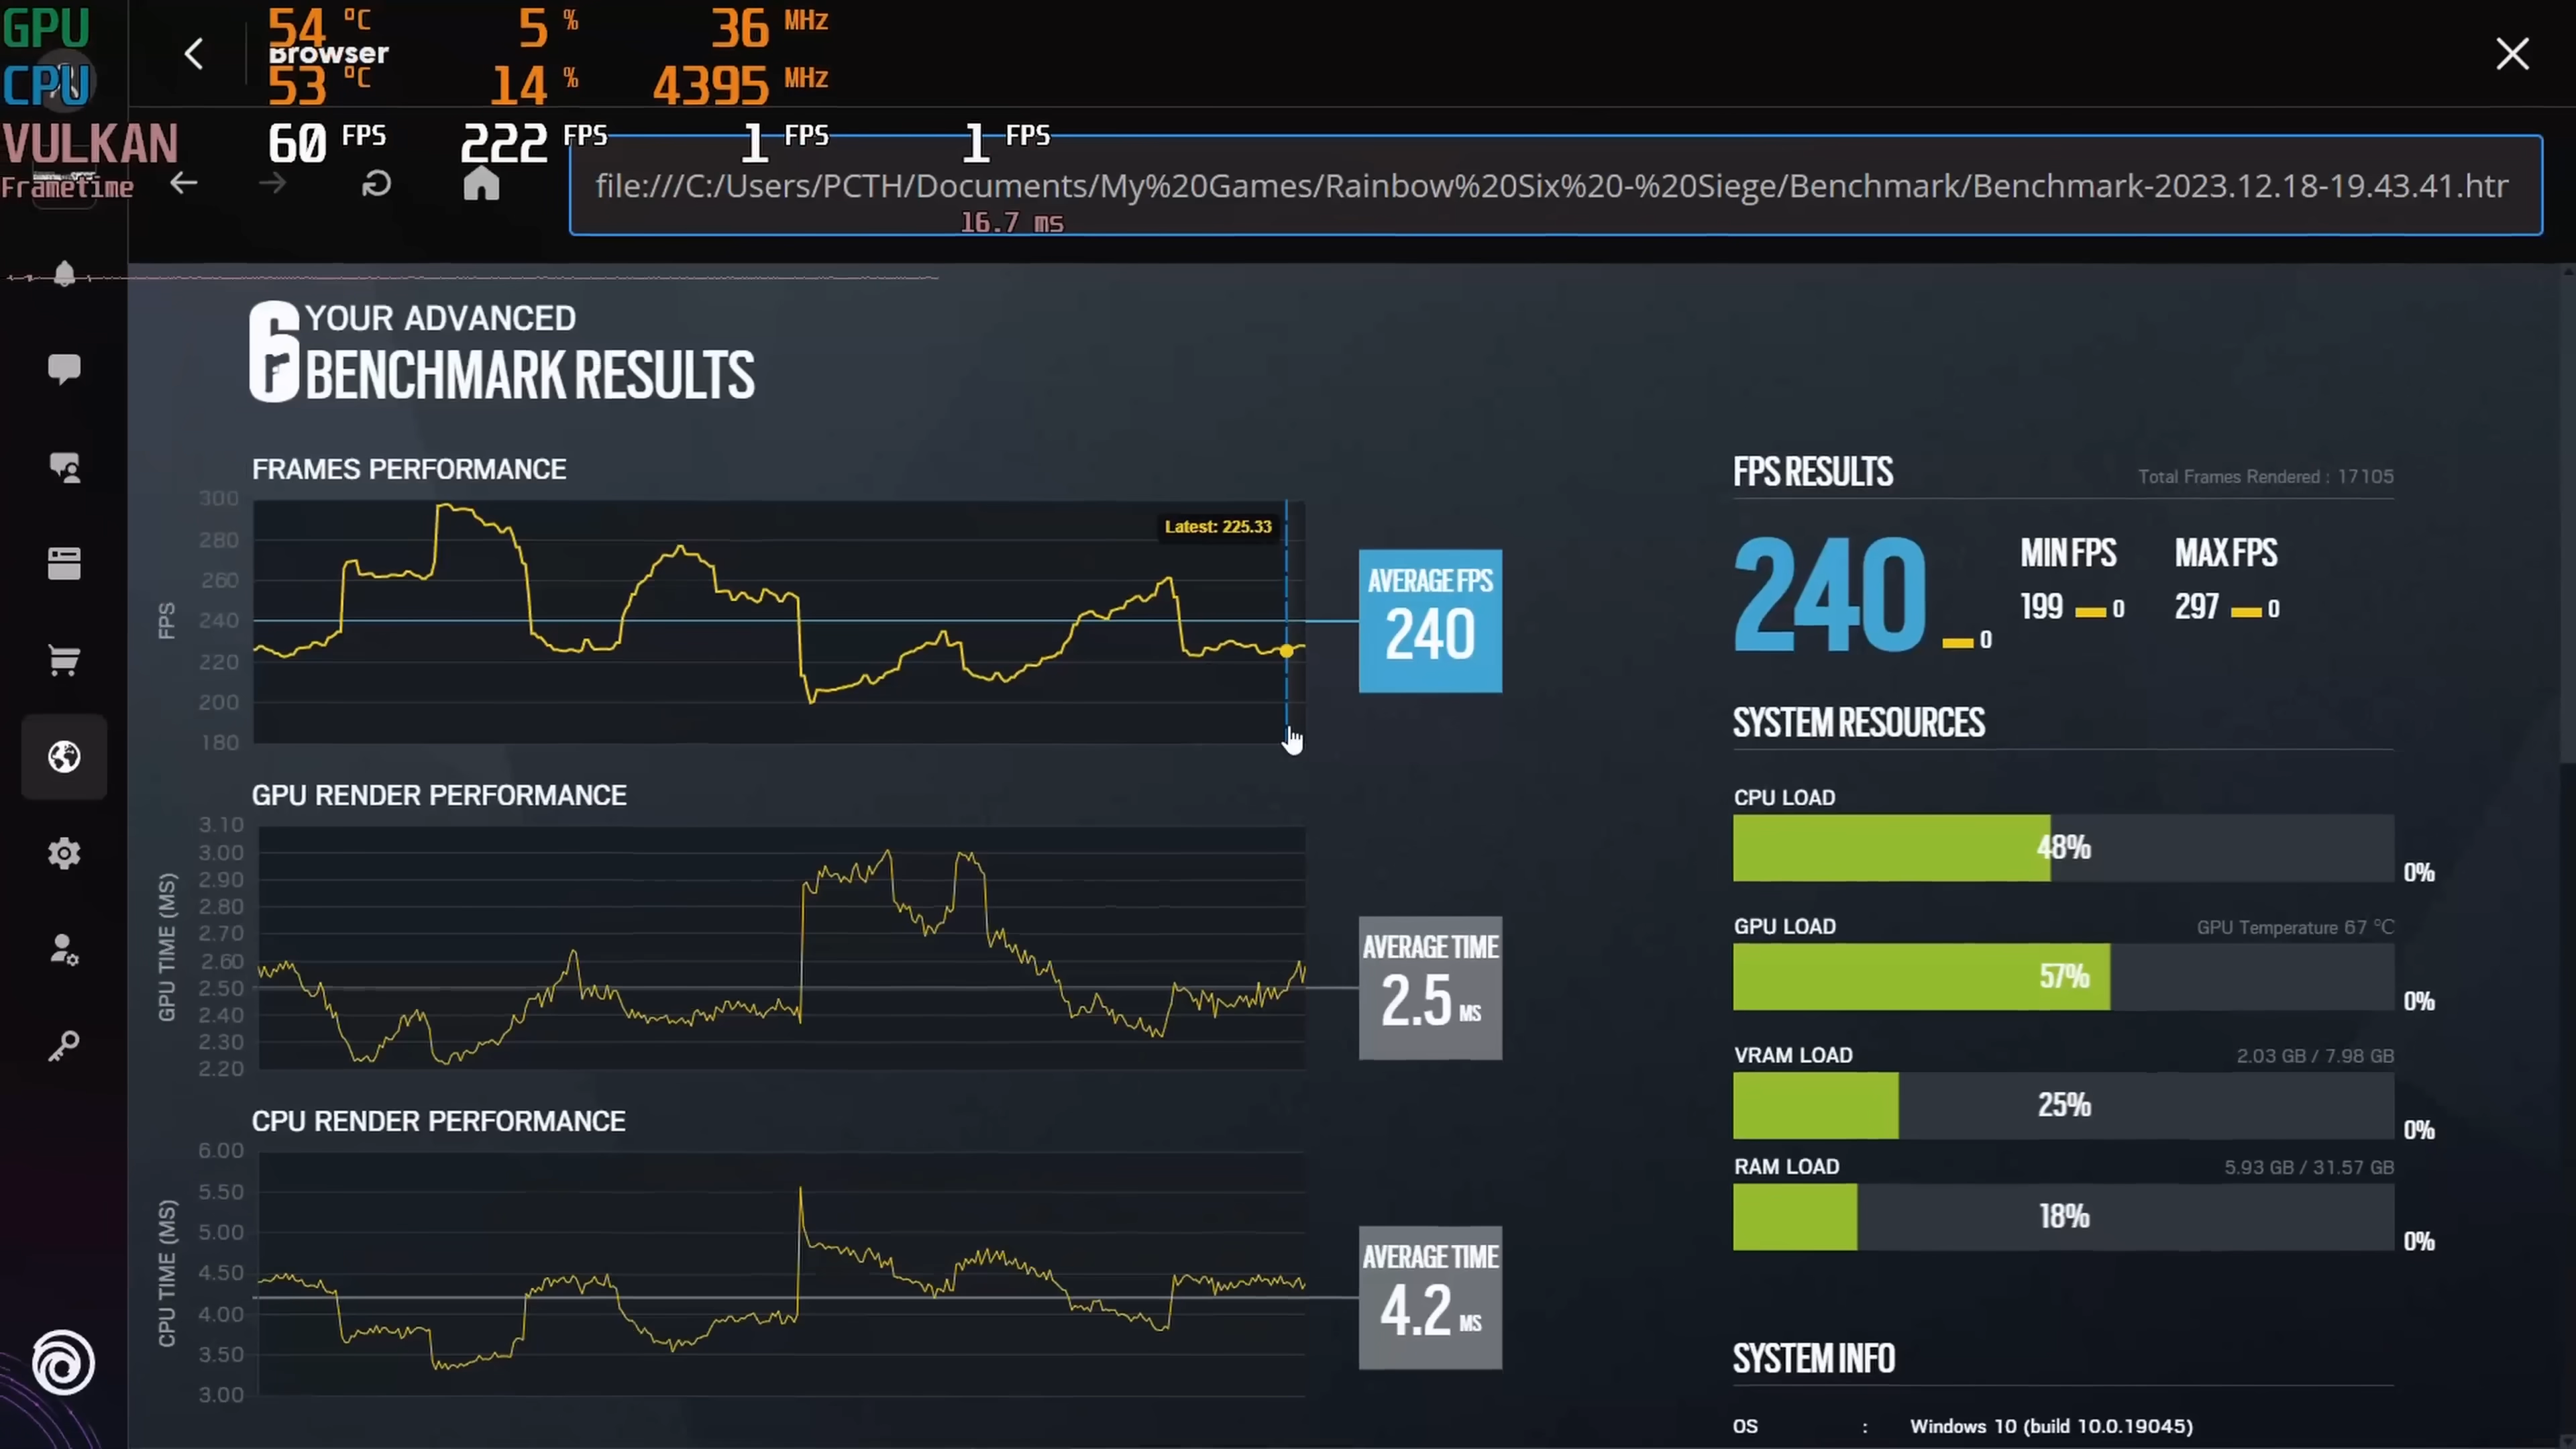 GPU 54 °C 5 % 36 MHz
Browser
CPU 53 °C 14 % 4395 MHz
VULKAN 60 FPS 222 FPS 1 FPS 1 FPS
Frametime
file:///C:/Users/PCTH/Documents/My%20Games/Rainbow%20Six%20-%20Siege/Benchmark/Benchmark-2023.12.18-19.43.41.htr
16.7 ms
YOUR ADVANCED
BENCHMARK RESULTS
FRAMES PERFORMANCE
FPS
300
280
260
240
220
200
180
Latest: 225.33
AVERAGE FPS
240
GPU RENDER PERFORMANCE
GPU TIME (MS)
3.10
3.00
2.90
2.80
2.70
2.60
2.50
2.40
2.30
2.20
AVERAGE TIME
2.5 MS
CPU RENDER PERFORMANCE
CPU TIME (MS)
6.00
5.50
5.00
4.50
4.00
3.50
3.00
AVERAGE TIME
4.2 MS
FPS RESULTS
Total Frames Rendered : 17105
240 0
MIN FPS
199 0
MAX FPS
297 0
SYSTEM RESOURCES
CPU LOAD
48%
0%
GPU LOAD
GPU Temperature 67 °C
57%
0%
VRAM LOAD
2.03 GB / 7.98 GB
25%
0%
RAM LOAD
5.93 GB / 31.57 GB
18%
0%
SYSTEM INFO
OS : Windows 10 (build 10.0.19045)